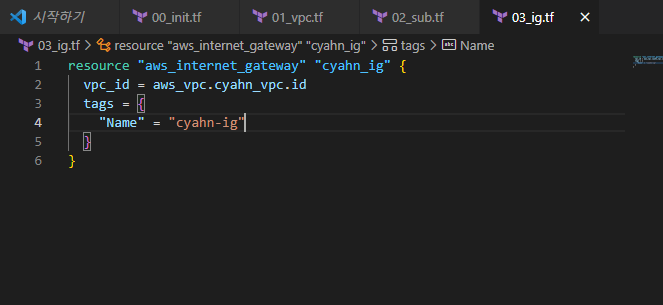 시작하기 00_init.tf 01_vpc.tf 02_sub.tf 03_ig.tf
03_ig.tf > resource "aws_internet_gateway" "cyahn_ig" > tags > Name
1 resource "aws_internet_gateway" "cyahn_ig" {
2 vpc_id = aws_vpc.cyahn_vpc.id
3 tags = {
4 "Name" = "cyahn-ig"
5 }
6 }